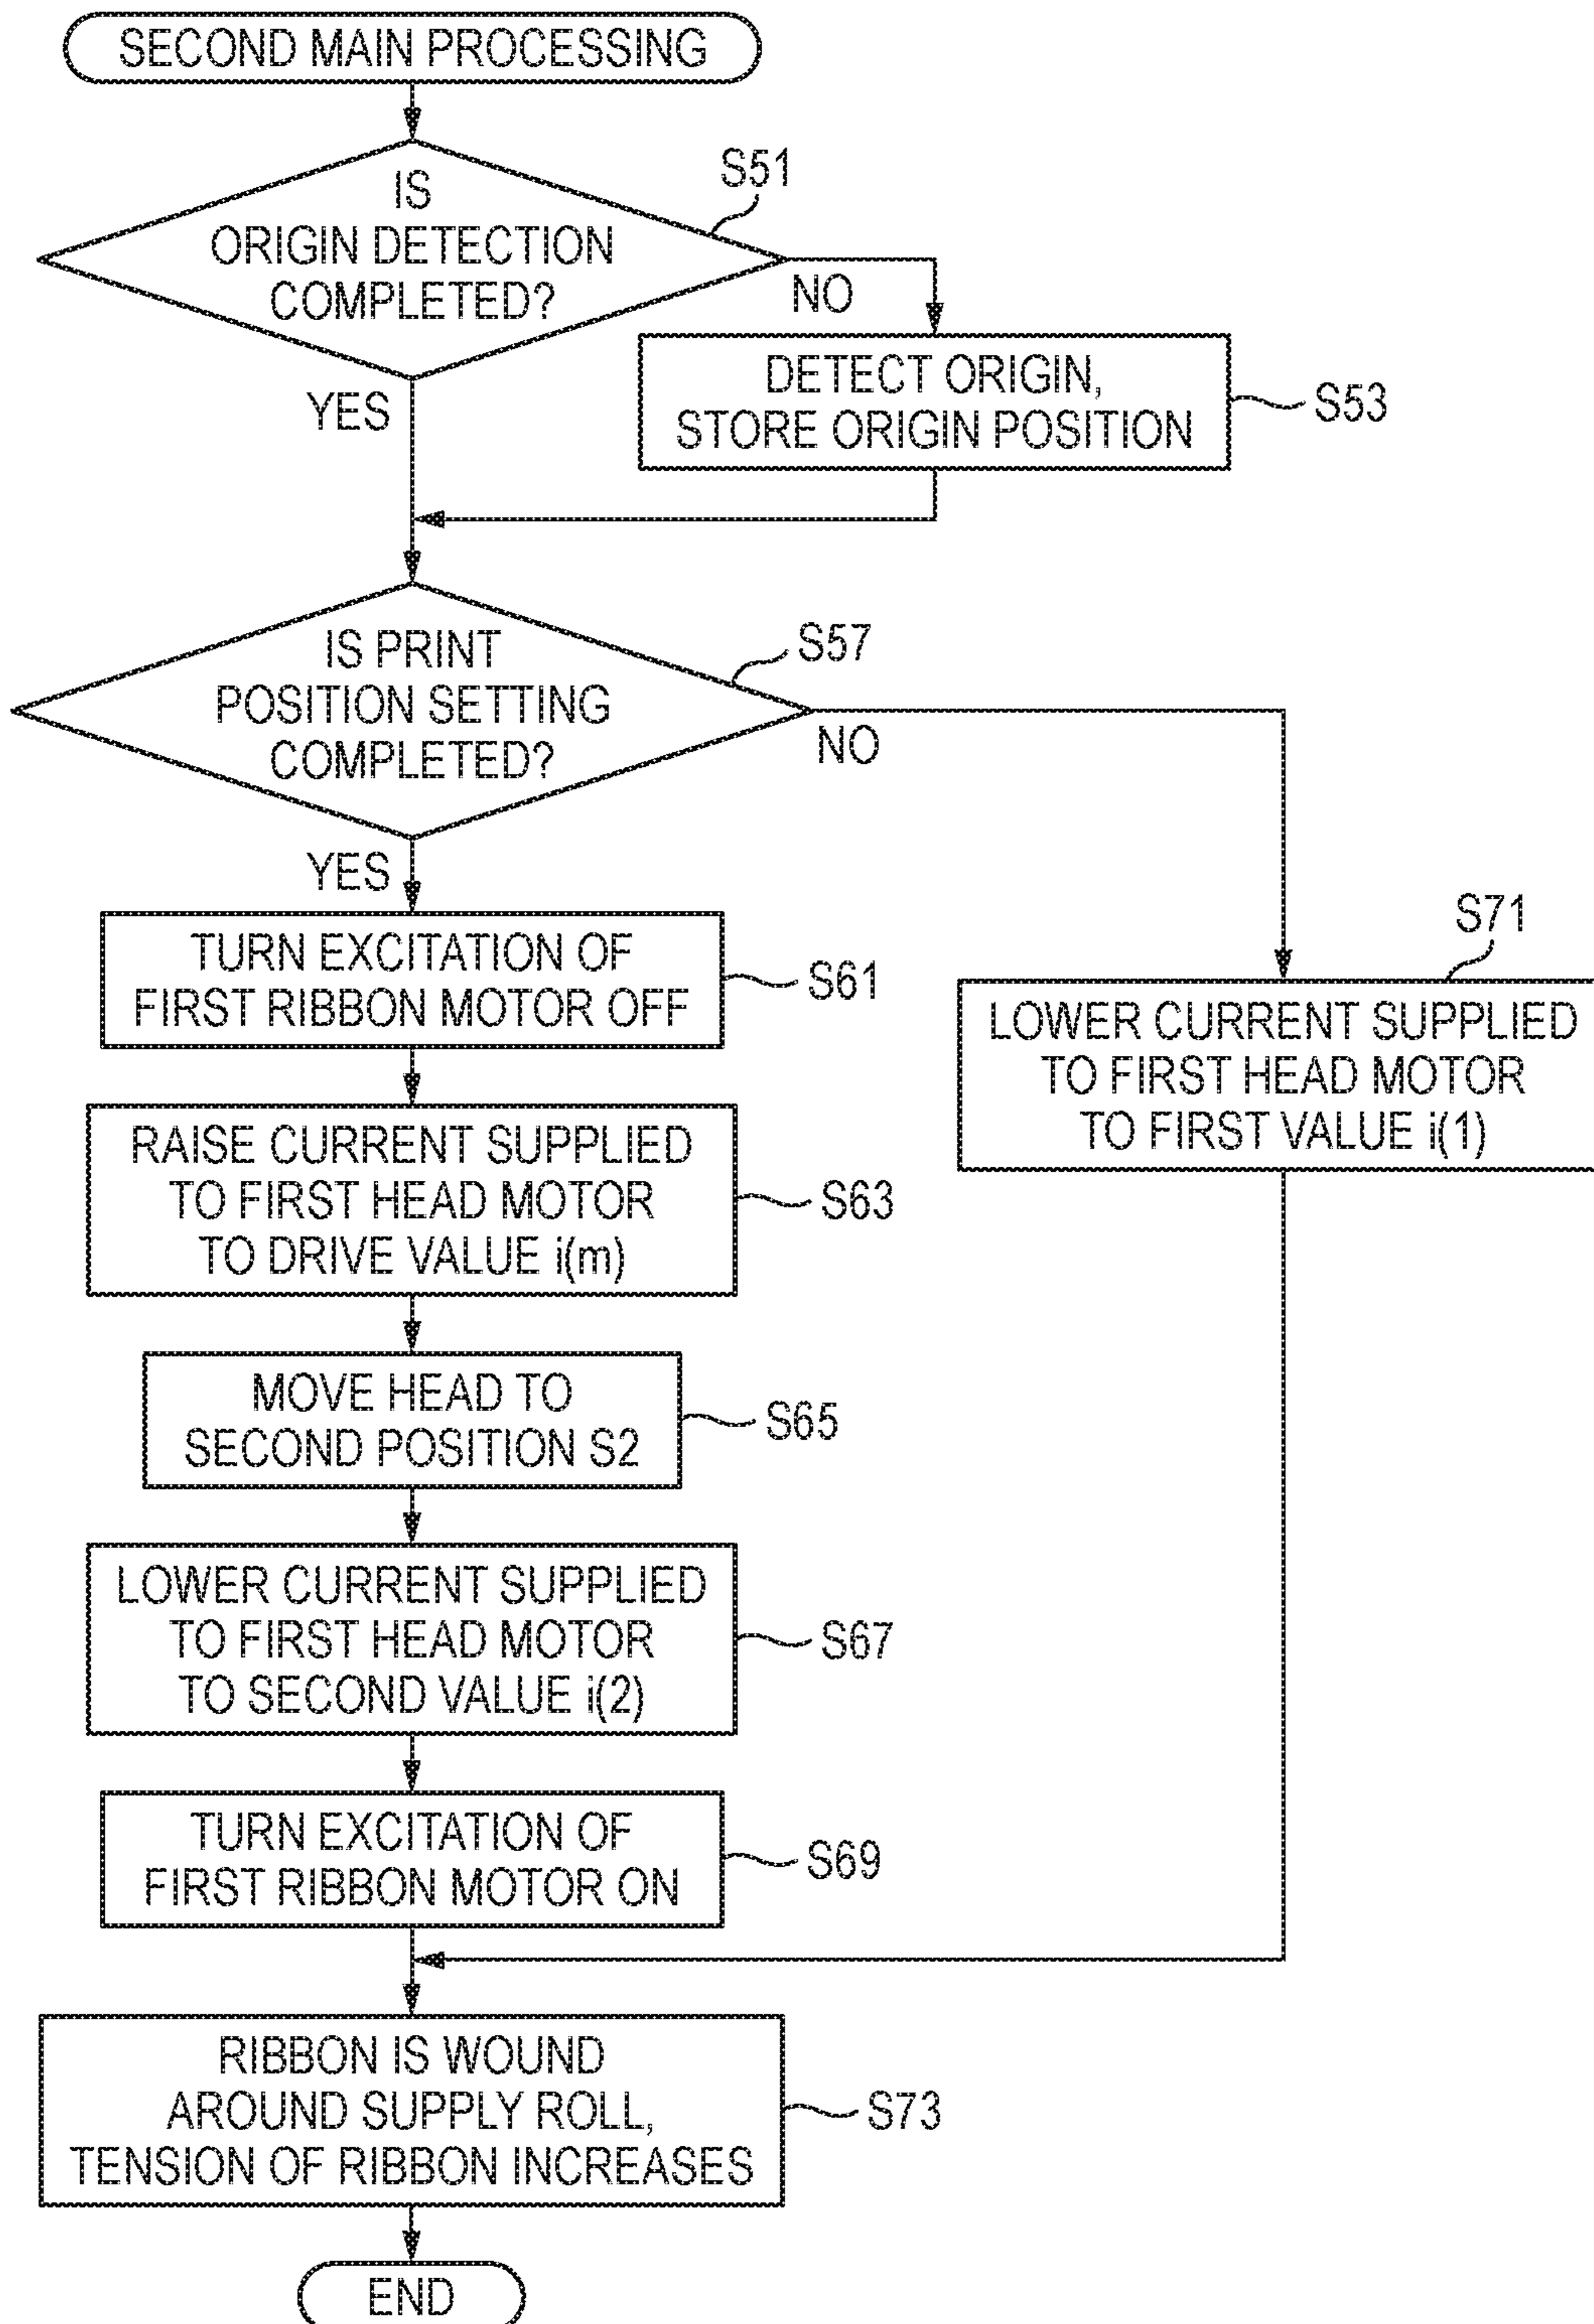 SECOND MAIN PROCESSING
IS
ORIGIN DETECTION
COMPLETED?
S51
NO
YES
DETECT ORIGIN,
STORE ORIGIN POSITION
S53
IS PRINT
POSITION SETTING
COMPLETED?
S57
NO
YES
TURN EXCITATION OF
FIRST RIBBON MOTOR OFF
S61
S71
LOWER CURRENT SUPPLIED
TO FIRST HEAD MOTOR
TO FIRST VALUE i(1)
RAISE CURRENT SUPPLIED
TO FIRST HEAD MOTOR
TO DRIVE VALUE i(m)
S63
MOVE HEAD TO
SECOND POSITION S2
S65
LOWER CURRENT SUPPLIED
TO FIRST HEAD MOTOR
TO SECOND VALUE i(2)
S67
TURN EXCITATION OF
FIRST RIBBON MOTOR ON
S69
RIBBON IS WOUND
AROUND SUPPLY ROLL,
TENSION OF RIBBON INCREASES
S73
END